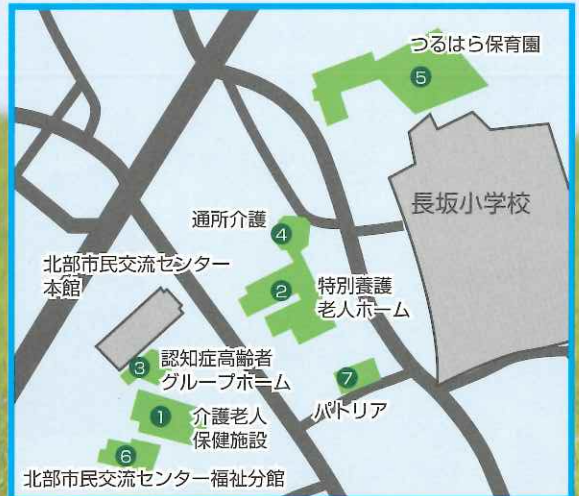 つるはら保育園
⑤
長坂小学校
通所介護
④
北部市民交流センター
本館
②
特別養護
老人ホーム
③
認知症高齢者
グループホーム
⑦
パトリア
①
介護老人
保健施設
⑥
北部市民交流センター福祉分館